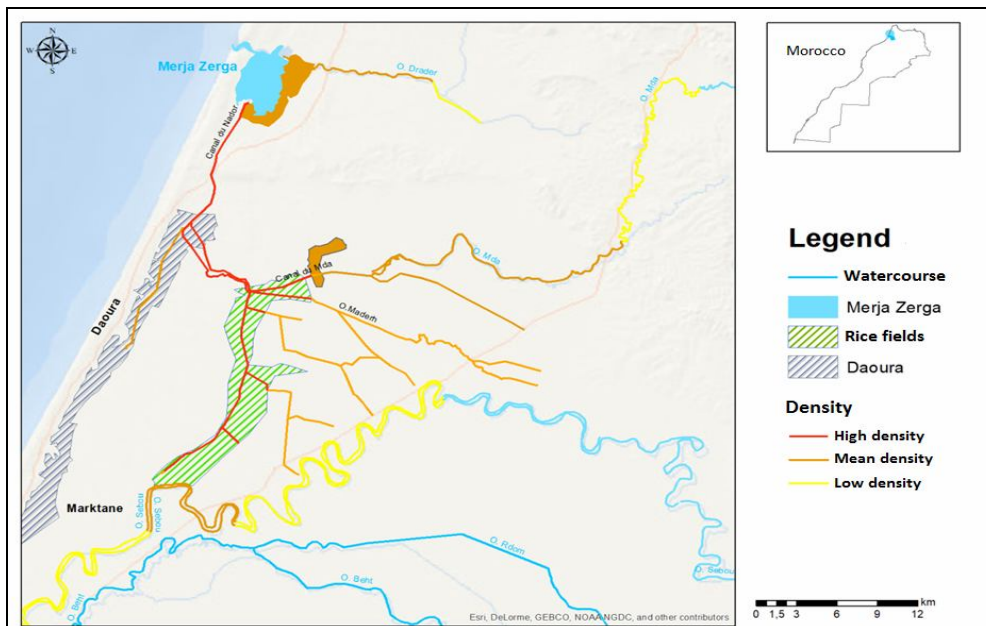 N
W E
S
Merja Zerga
O. Drader
O. Mda
Canal du Nador
Canal du Mda
O. Mda
O.Maderh
Daoura
Marktane
O. Sebou
O. Sebou
O. Beht
O. Beht
O. Rdom
O. Sebou
Esri, DeLorme, GEBCO, NOAA NGDC, and other contributors
Morocco
Legend
Watercourse
Merja Zerga
Rice fields
Daoura
Density
High density
Mean density
Low density
km
0 1,5 3 6 9 12